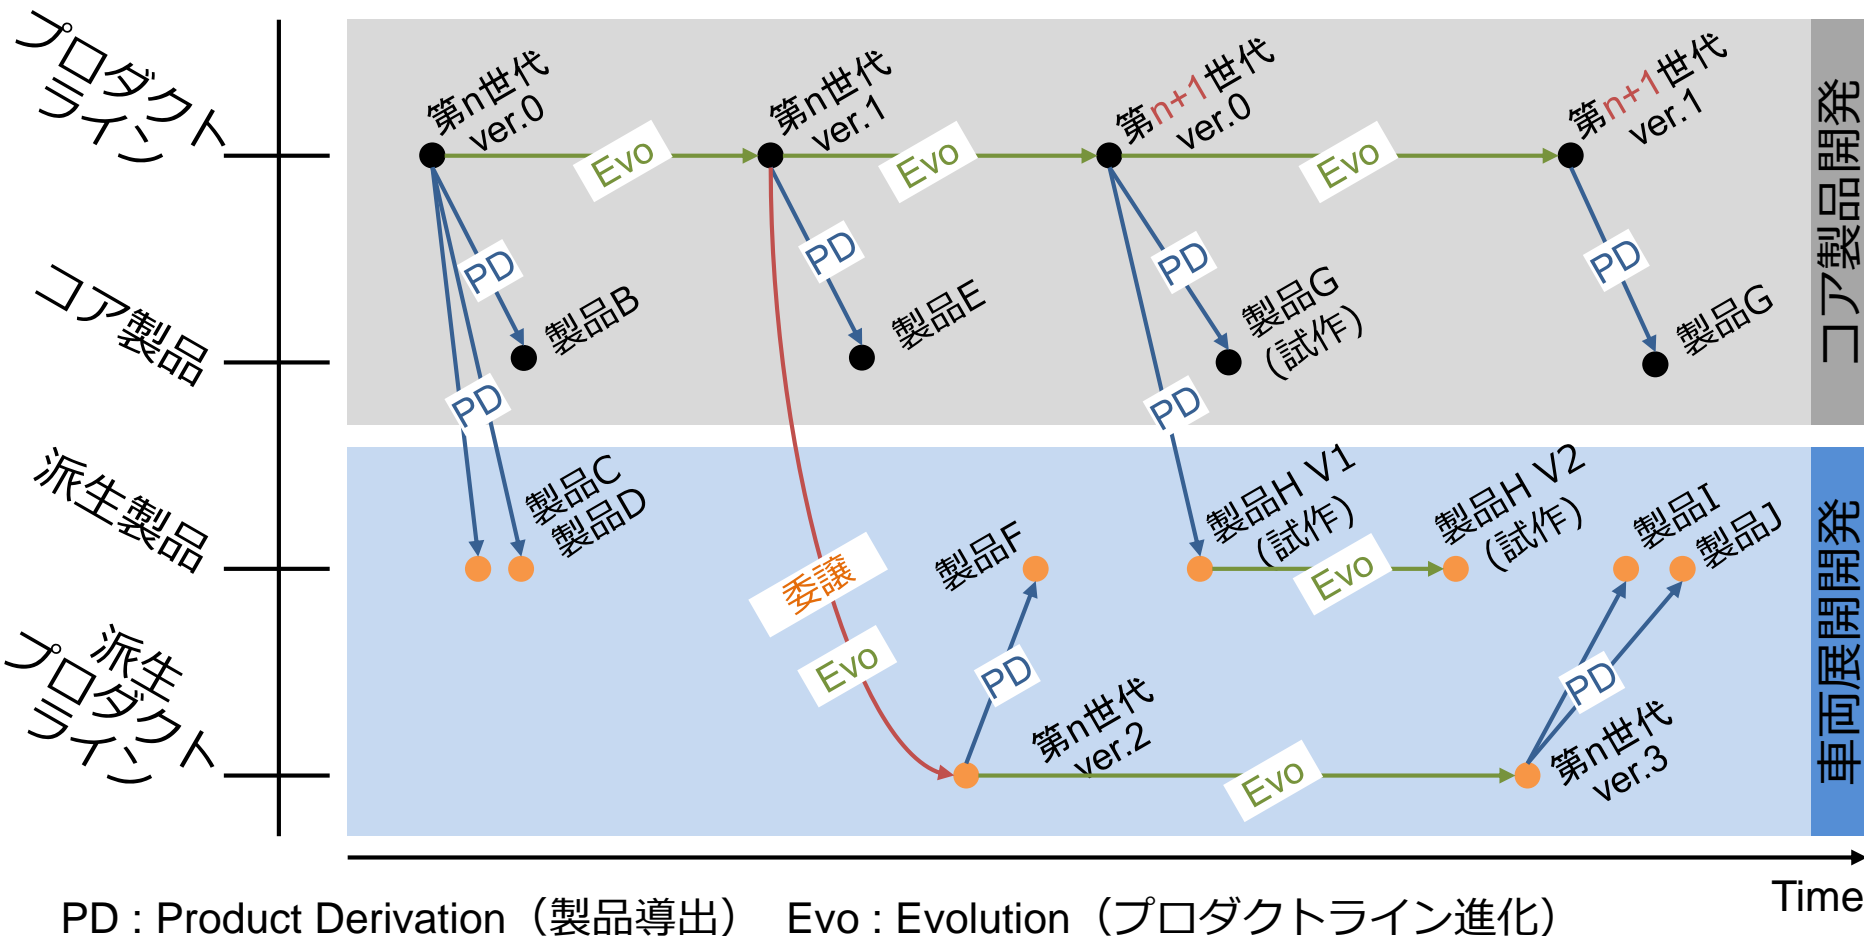 プロダクト
ライン
コア製品
派生製品
派生
プロダクト
ライン
第n世代
ver.0
第n世代
ver.1
第n+1世代
ver.0
第n+1世代
ver.1
Evo
Evo
Evo
PD
PD
PD
PD
製品B
製品E
製品G
(試作)
製品G
PD
PD
製品C
製品D
委譲
Evo
製品F
製品H V1
(試作)
Evo
製品H V2
(試作)
製品I
製品J
PD
PD
第n世代
ver.2
Evo
第n世代
ver.3
コア製品開発
車両展開開発
Time
PD : Product Derivation（製品導出） Evo : Evolution（プロダクトライン進化）